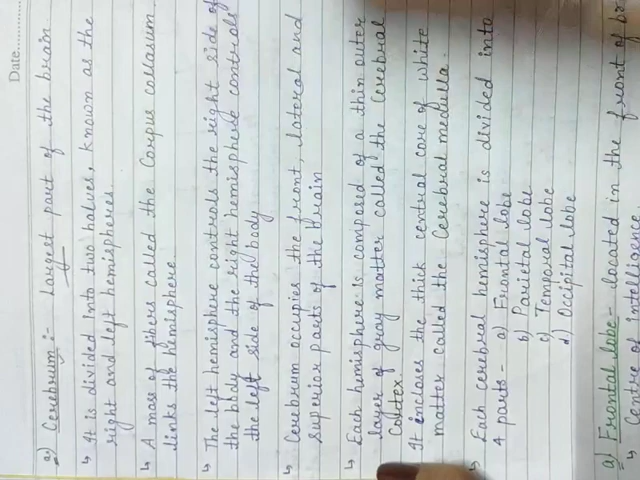 Date
a) Cerebrum :- Largest part of the brain.
↳ It is divided into two halves, known as the
right and left hemispheres.
↳ A mass of fibers called the Corpus collasum
links the hemisphere
↳ The left hemisphere controls the right side of
the body and the right hemisphere controls
the left side of the body
↳ Cerebrum occupies the front, lateral and
superior parts of the brain
↳ Each hemisphere is composed of a thin outer
layer of gray matter called the Cerebral
Cortex.
It encloses the thick central core of white
matter called the Cerebral medulla.
↳ Each cerebral hemisphere is divided into
4 parts - a) Frontal lobe
b) Parietal lobe
c) Temporal lobe
d) Occipital lobe
a) Frontal lobe - located in the front of br
↳ Centre of intelligence